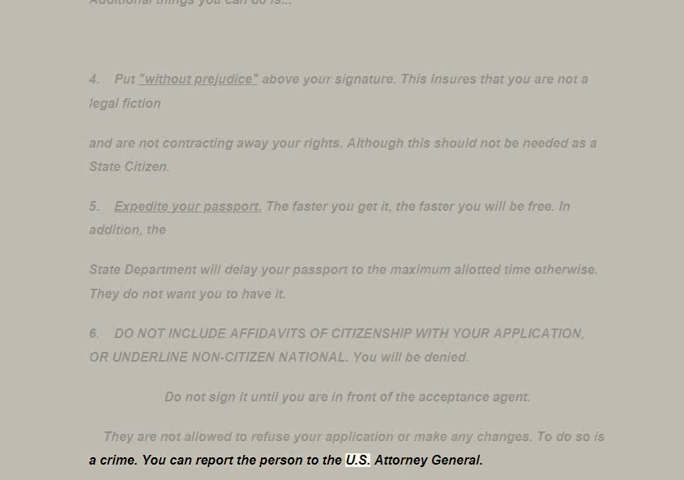 Additional things you can do is...
4. Put "without prejudice" above your signature. This insures that you are not a
legal fiction
and are not contracting away your rights. Although this should not be needed as a
State Citizen.
5. Expedite your passport. The faster you get it, the faster you will be free. In
addition, the
State Department will delay your passport to the maximum allotted time otherwise.
They do not want you to have it.
6. DO NOT INCLUDE AFFIDAVITS OF CITIZENSHIP WITH YOUR APPLICATION,
OR UNDERLINE NON-CITIZEN NATIONAL. You will be denied.
Do not sign it until you are in front of the acceptance agent.
They are not allowed to refuse your application or make any changes. To do so is
a crime. You can report the person to the U.S. Attorney General.